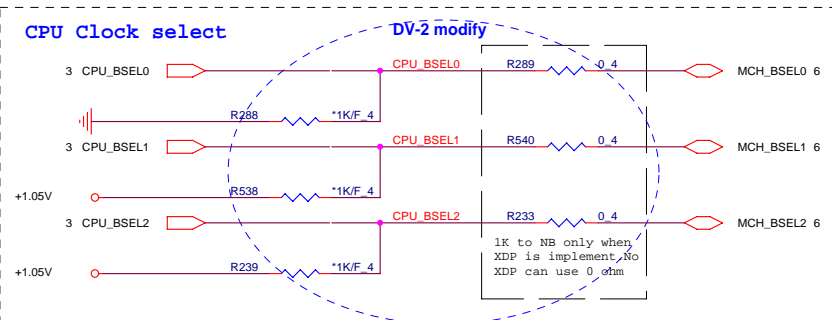 CPU Clock select
DV-2 modify
3 CPU_BSEL0 CPU_BSEL0 R289 0_4 MCH_BSEL0 6
R288 *1K/F_4
3 CPU_BSEL1 CPU_BSEL1 R540 0_4 MCH_BSEL1 6
+1.05V R538 *1K/F_4
3 CPU_BSEL2 CPU_BSEL2 R233 0_4 MCH_BSEL2 6
+1.05V R239 *1K/F_4
1K to NB only when
XDP is implement.No
XDP can use 0 ohm